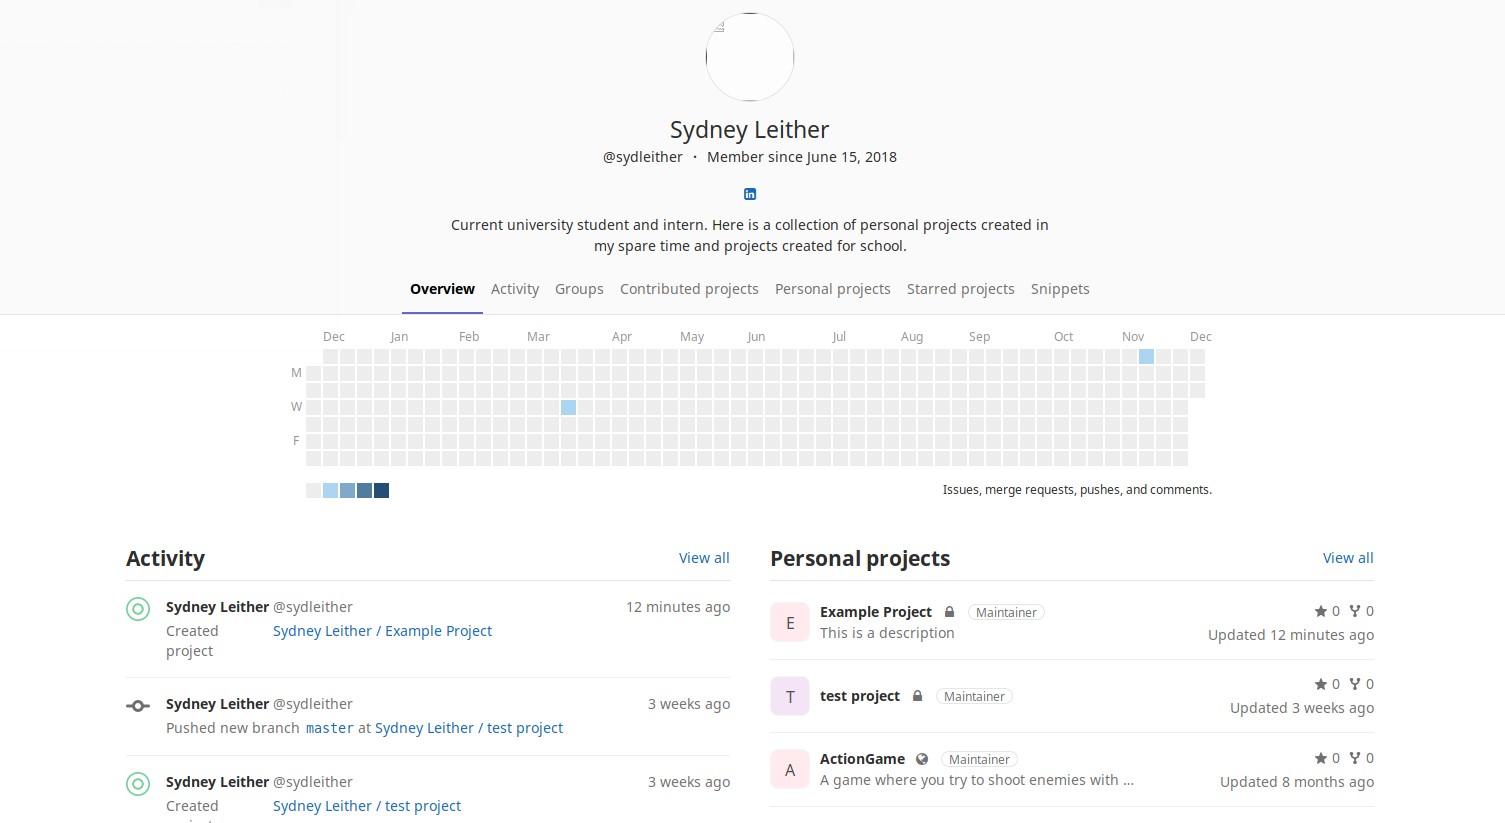 Sydney Leither
@sydleither · Member since June 15, 2018
in
Current university student and intern. Here is a collection of personal projects created in
my spare time and projects created for school.
Overview Activity Groups Contributed projects Personal projects Starred projects Snippets
Dec Jan Feb Mar Apr May Jun Jul Aug Sep Oct Nov Dec
M
W
F
Issues, merge requests, pushes, and comments.
Activity View all
Sydney Leither @sydleither 12 minutes ago
Created Sydney Leither / Example Project
project
Sydney Leither @sydleither 3 weeks ago
Pushed new branch master at Sydney Leither / test project
Sydney Leither @sydleither 3 weeks ago
Created Sydney Leither / test project
Personal projects View all
E
Example Project Maintainer 0 0
This is a description Updated 12 minutes ago
T
test project Maintainer 0 0
Updated 3 weeks ago
A
ActionGame Maintainer 0 0
A game where you try to shoot enemies with ... Updated 8 months ago